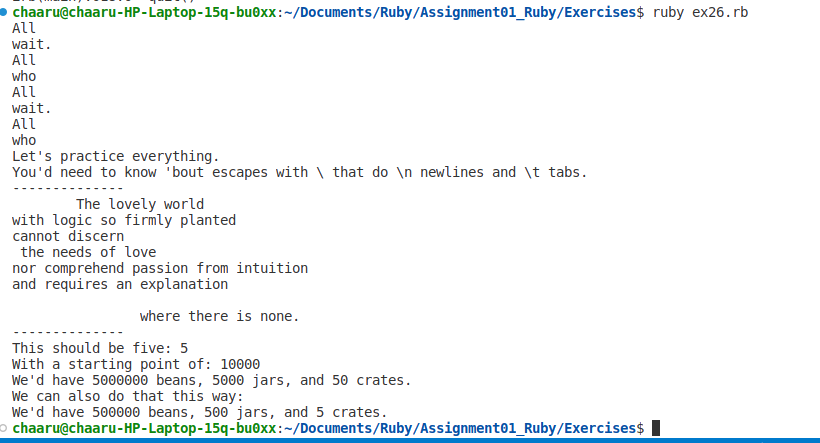 chaaru@chaaru-HP-Laptop-15q-bu0xx:~/Documents/Ruby/Assignment01_Ruby/Exercises$ ruby ex26.rb
All
wait.
All
who
All
wait.
All
who
Let's practice everything.
You'd need to know 'bout escapes with \ that do \n newlines and \t tabs.
--------------
        The lovely world
with logic so firmly planted
cannot discern
 the needs of love
nor comprehend passion from intuition
and requires an explanation

                where there is none.
--------------
This should be five: 5
With a starting point of: 10000
We'd have 5000000 beans, 5000 jars, and 50 crates.
We can also do that this way:
We'd have 500000 beans, 500 jars, and 5 crates.
chaaru@chaaru-HP-Laptop-15q-bu0xx:~/Documents/Ruby/Assignment01_Ruby/Exercises$